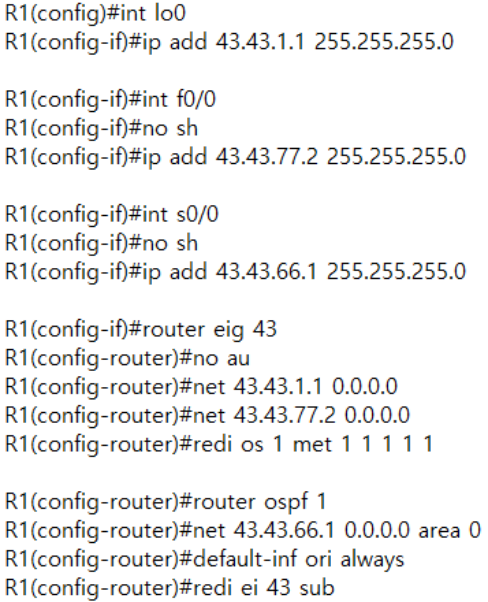 R1(config)#int lo0
R1(config-if)#ip add 43.43.1.1 255.255.255.0
R1(config-if)#int f0/0
R1(config-if)#no sh
R1(config-if)#ip add 43.43.77.2 255.255.255.0
R1(config-if)#int s0/0
R1(config-if)#no sh
R1(config-if)#ip add 43.43.66.1 255.255.255.0
R1(config-if)#router eig 43
R1(config-router)#no au
R1(config-router)#net 43.43.1.1 0.0.0.0
R1(config-router)#net 43.43.77.2 0.0.0.0
R1(config-router)#redi os 1 met 1 1 1 1 1
R1(config-router)#router ospf 1
R1(config-router)#net 43.43.66.1 0.0.0.0 area 0
R1(config-router)#default-inf ori always
R1(config-router)#redi ei 43 sub